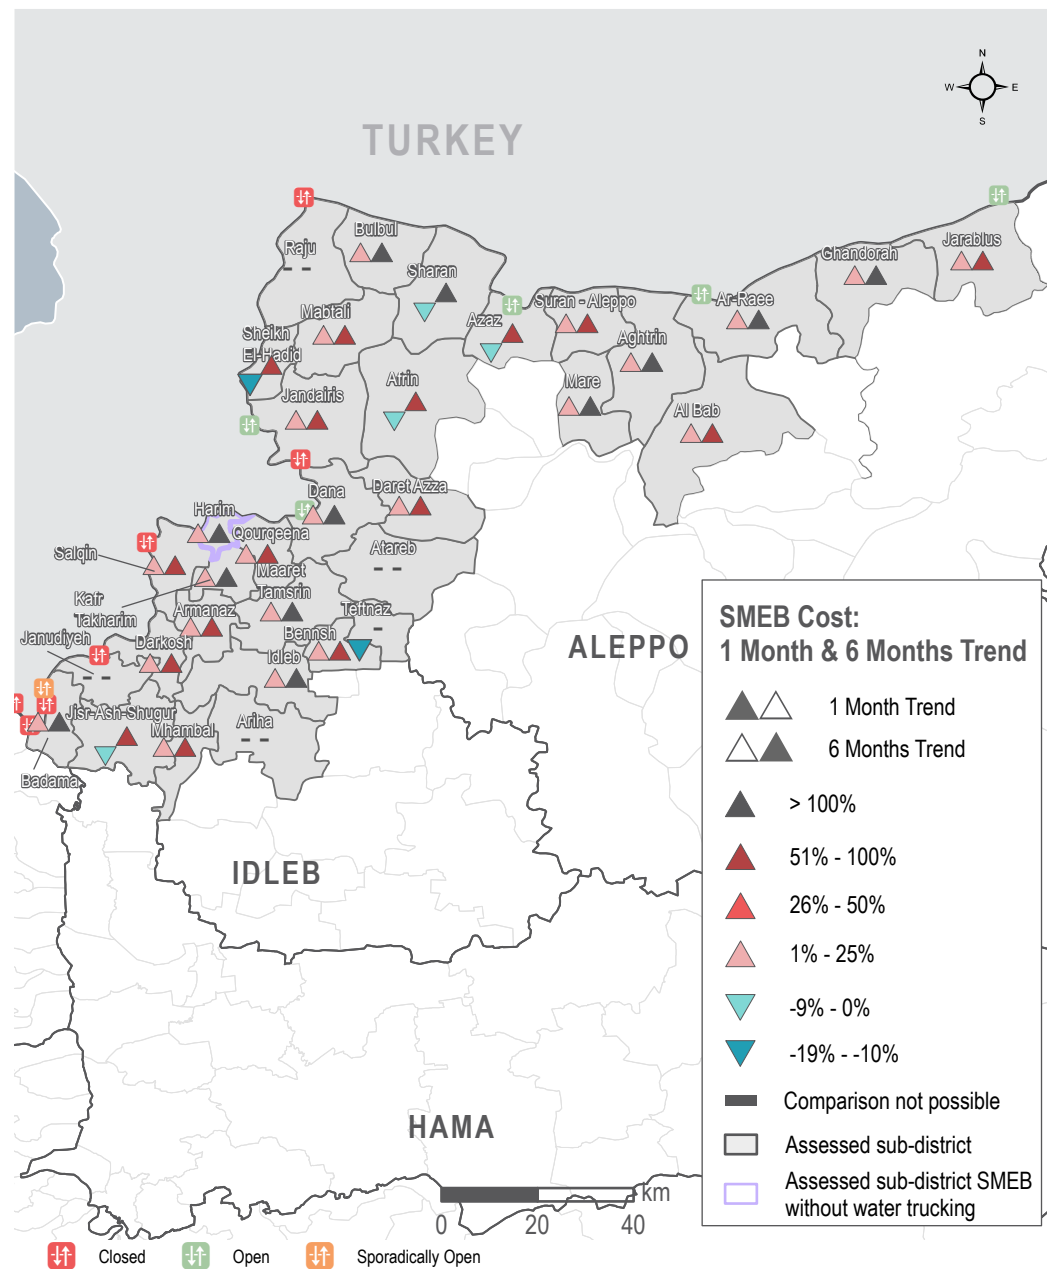 N
W
E
S
TURKEY
Raju
Bulbul
Sharan
Ghandorah
Jarablus
Mabtali
Azaz
Suran - Aleppo
Ar-Raee
Sheikh
El-Hadid
Aghtrin
Jandairis
Afrin
Mare
Al Bab
Dana
Daret Azza
Harim
Qourqeena
Salqin
Atareb
Maaret
Tamsrin
Kafr
Takharim
Armanaz
Teftnaz
Janudiyeh
Darkosh
Bennsh
Idleb
Jisr-Ash-Shugur
Mhambal
Ariha
Badama
ALEPPO
IDLEB
HAMA
SMEB Cost:
1 Month & 6 Months Trend
1 Month Trend
6 Months Trend
> 100%
51% - 100%
26% - 50%
1% - 25%
-9% - 0%
-19% - -10%
Comparison not possible
Assessed sub-district
Assessed sub-district SMEB
without water trucking
km
0 20 40
Closed Open Sporadically Open